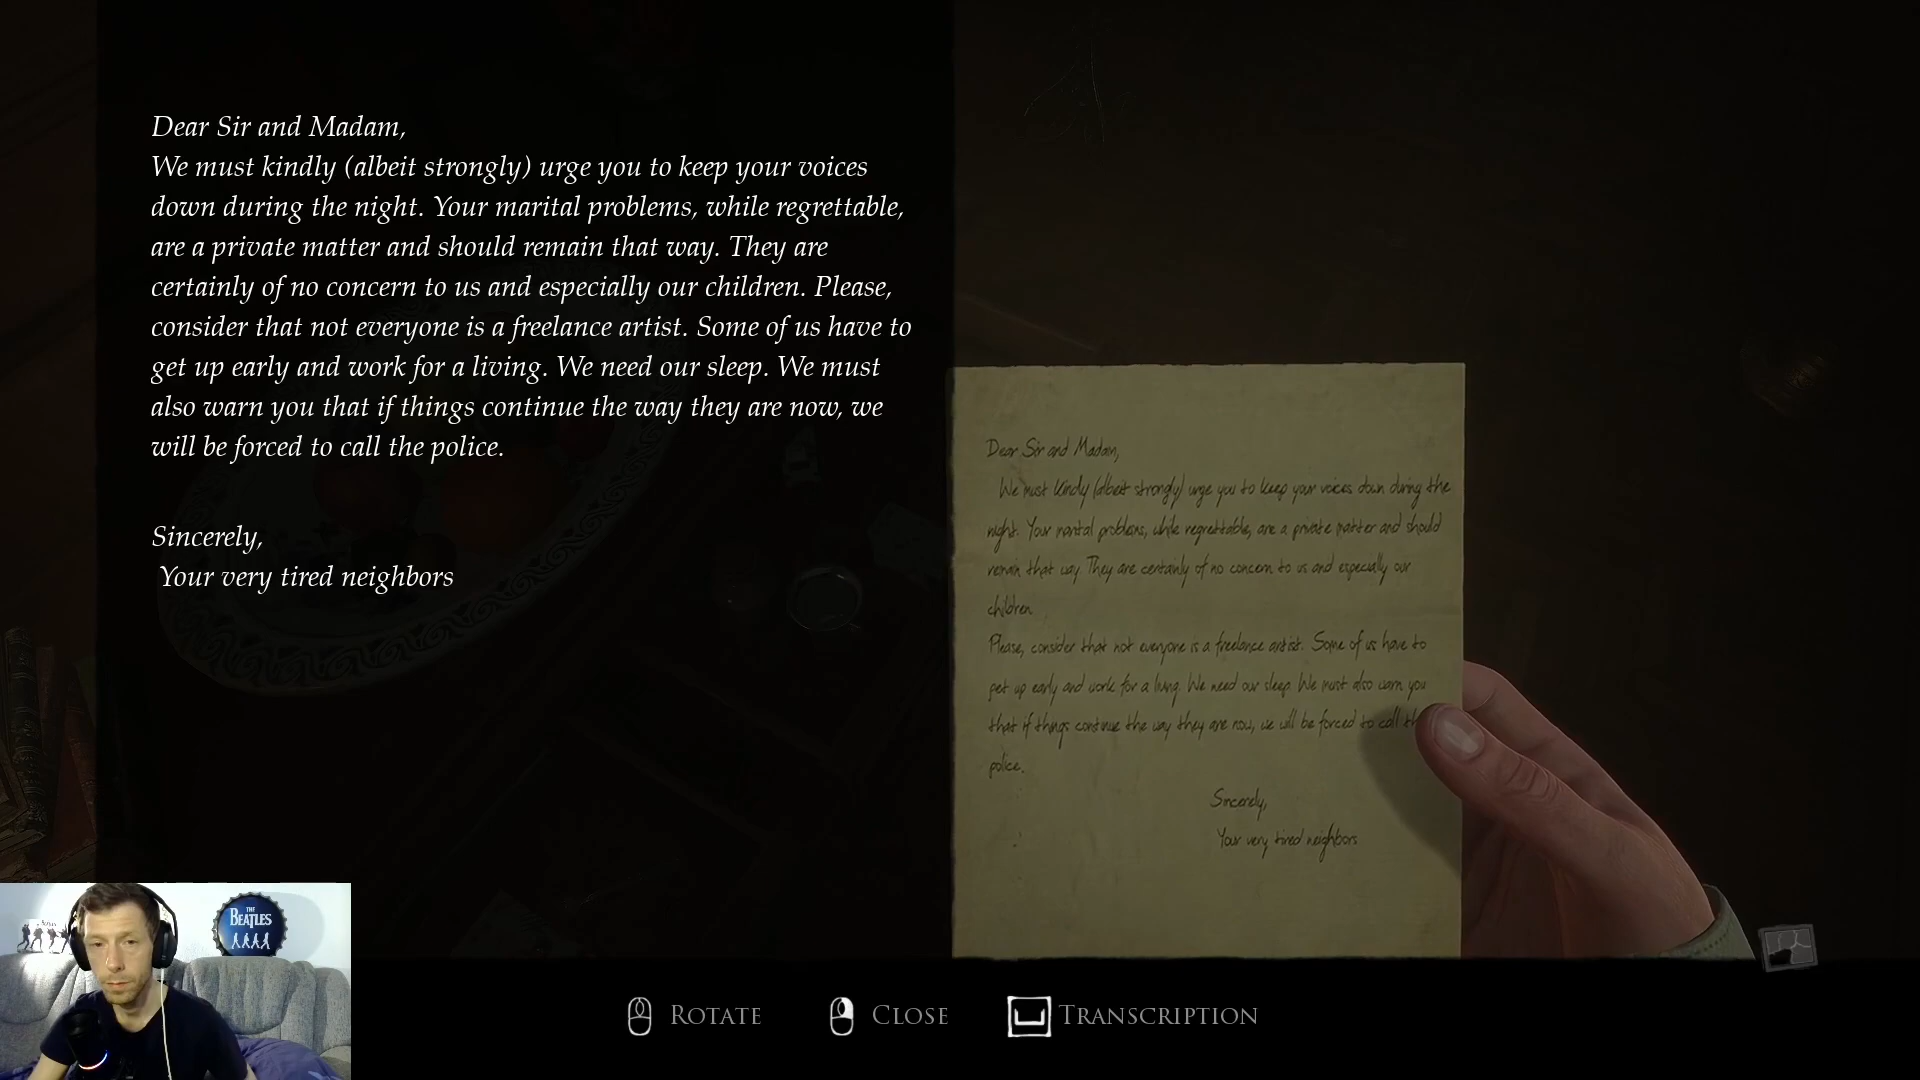 Dear Sir and Madam,
We must kindly (albeit strongly) urge you to keep your voices
down during the night. Your marital problems, while regrettable,
are a private matter and should remain that way. They are
certainly of no concern to us and especially our children. Please,
consider that not everyone is a freelance artist. Some of us have to
get up early and work for a living. We need our sleep. We must
also warn you that if things continue the way they are now, we
will be forced to call the police.
Sincerely,
Your very tired neighbors
Dear Sir and Madam,
We must kindly (albeit strongly) urge you to keep your voices down during the
night. Your marital problems, while regrettable, are a private matter and should
remain that way. They are certainly of no concern to us and especially our
children.
Please, consider that not everyone is a freelance artist. Some of us have to
get up early and work for a living. We need our sleep. We must also warn you
that if things continue the way they are now, we will be forced to call
police.
Sincerely,
Your very tired neighbors
THE
BEATLES
ROTATE
CLOSE
TRANSCRIPTION